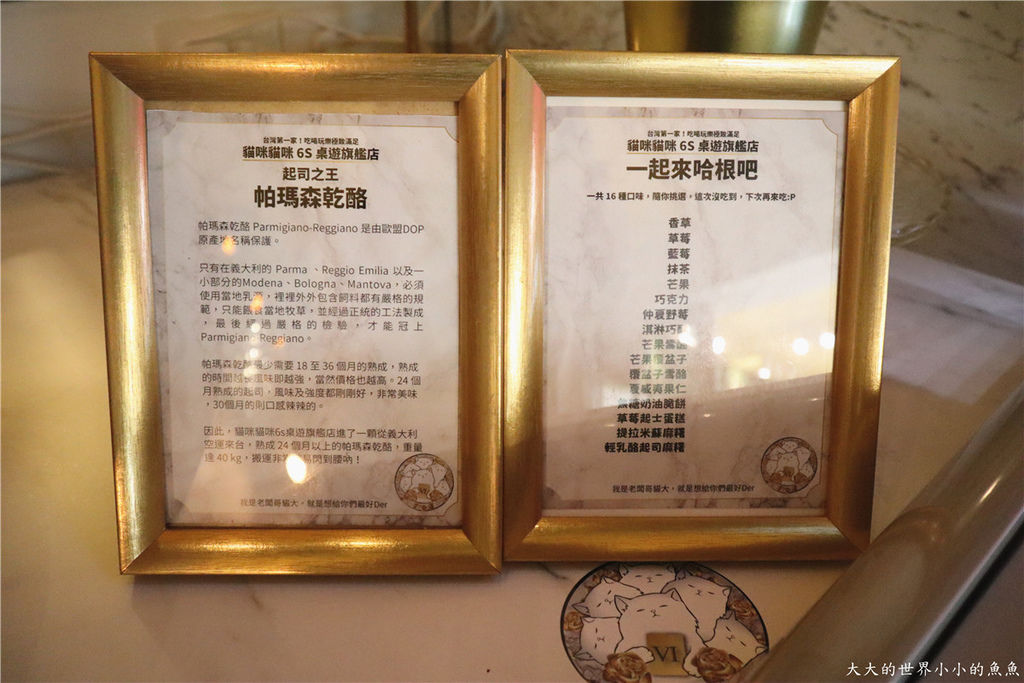 台灣第一家！吃喝玩樂極致滿足
貓咪貓咪 6S 桌遊旗艦店
起司之王
帕瑪森乾酪
帕瑪森乾酪 Parmigiano-Reggiano 是由歐盟DOP
原產地名稱保護。
只有在義大利的 Parma 、Reggio Emilia 以及一
小部分的Modena、Bologna、Mantova，必須
使用當地乳源，裡裡外外包含飼料都有嚴格的規
範，只能餵食當地牧草，並經過正統的工法製成
，最後經過嚴格的檢驗，才能冠上
Parmigiano-Reggiano。
帕瑪森乾酪最少需要 18 至 36 個月的熟成，熟成
的時間越長風味即越強，當然價格也越高。24 個
月熟成的起司，風味及強度都剛剛好，非常美味
，30個月的則口感辣辣的。
因此，貓咪貓咪6s桌遊旗艦店進了一顆從義大利
空運來台，熟成 24 個月以上的帕瑪森乾酪，重量
達 40 kg，搬運非常容易閃到腰吶！
我是老闆哥貓大，就是想給你們最好Der
台灣第一家！吃喝玩樂極致滿足
貓咪貓咪 6S 桌遊旗艦店
一起來哈根吧
一共 16 種口味，隨你挑選，這次沒吃到，下次再來吃:P
香草
草莓
藍莓
抹茶
芒果
巧克力
仲夏野莓
淇淋巧酥
芒果雪酪
芒果覆盆子
覆盆子雪酪
夏威夷果仁
焦糖奶油脆餅
草莓起士蛋糕
提拉米蘇麻糬
輕乳酪起司麻糬
我是老闆哥貓大，就是想給你們最好Der
VI
大大的世界小小的魚魚